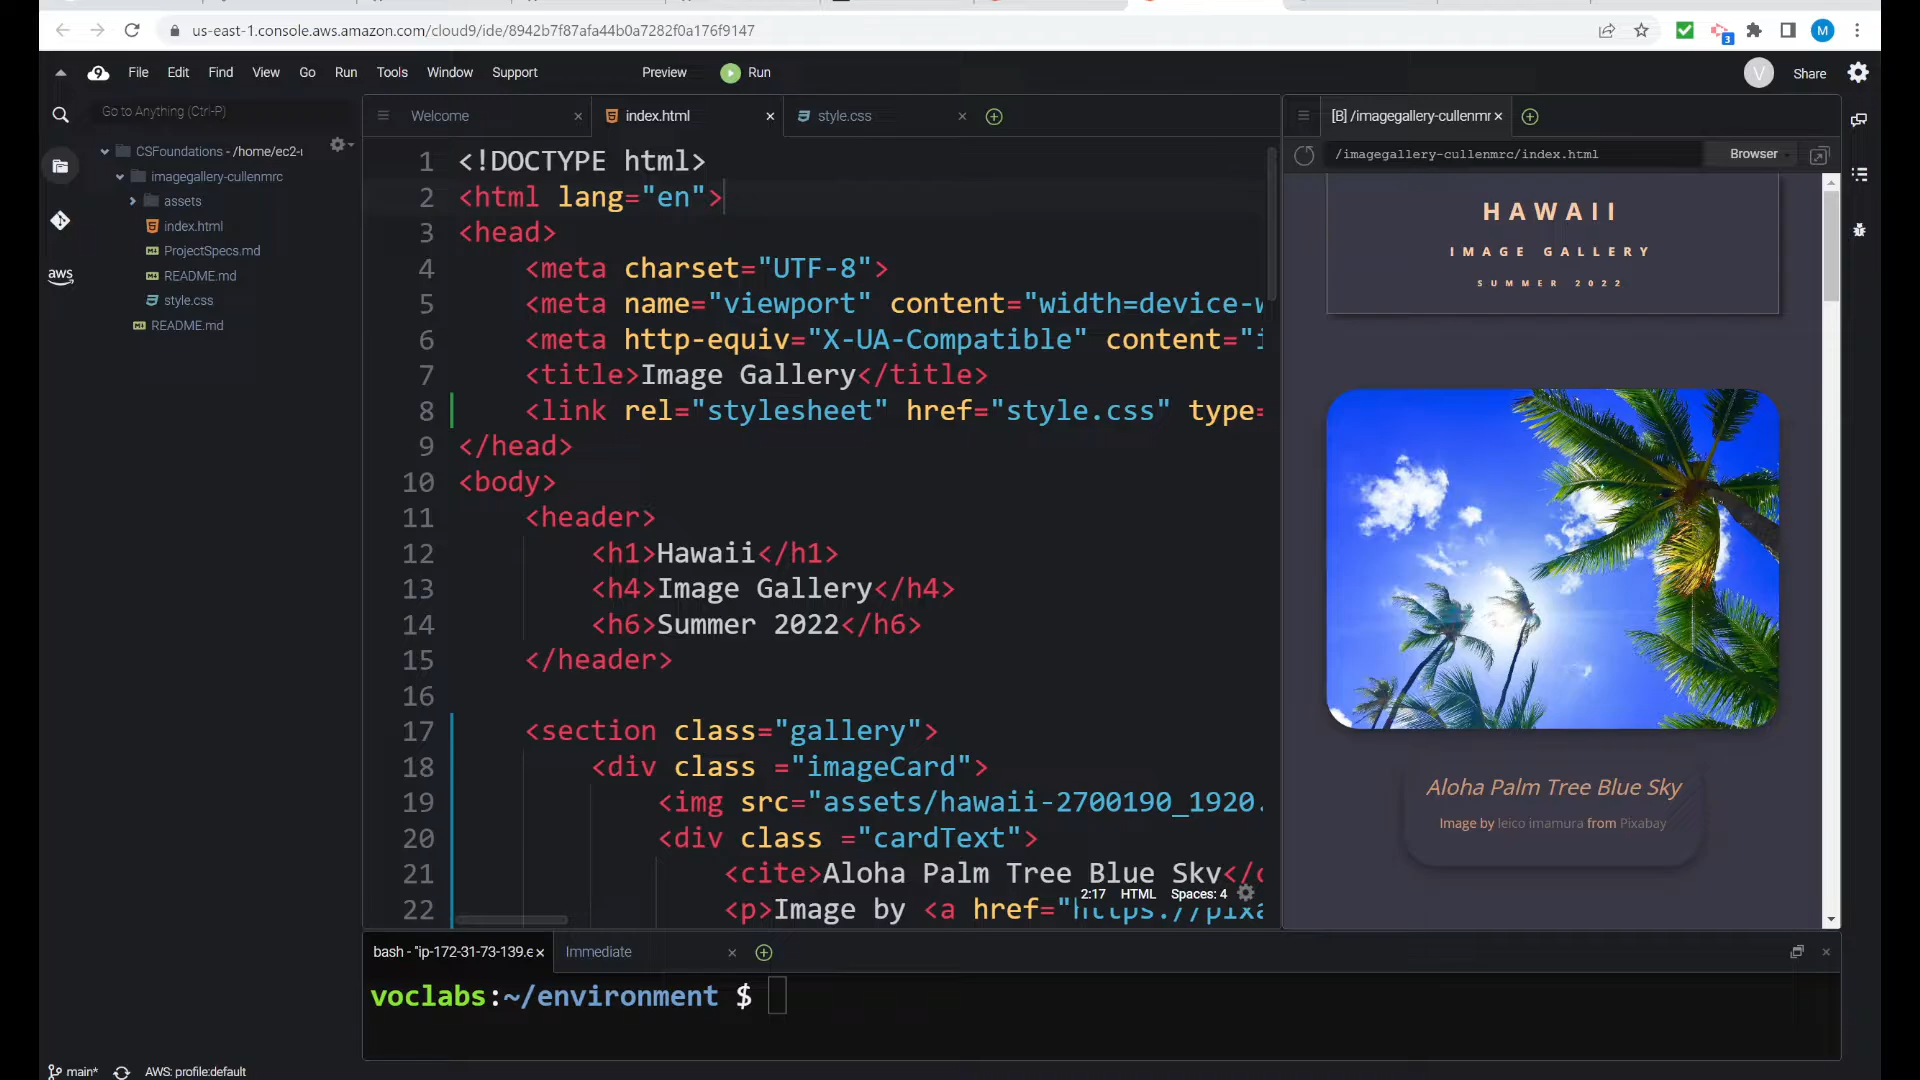 us-east-1.console.aws.amazon.com/cloud9/ide/8942b7f87afa44b0a7282f0a176f9147
3
M
9 File Edit Find View Go Run Tools Window Support Preview Run V Share
Go to Anything (Ctrl-P)
CSFoundations - /home/ec2-u
imagegallery-cullenmrc
assets
index.html
ProjectSpecs.md
README.md
style.css
README.md
aws
Welcome × index.html × style.css ×
1 <!DOCTYPE html>
2 <html lang="en">
3 <head>
4 <meta charset="UTF-8">
5 <meta name="viewport" content="width=device-w
6 <meta http-equiv="X-UA-Compatible" content="i
7 <title>Image Gallery</title>
8 <link rel="stylesheet" href="style.css" type=
9 </head>
10 <body>
11 <header>
12 <h1>Hawaii</h1>
13 <h4>Image Gallery</h4>
14 <h6>Summer 2022</h6>
15 </header>
16
17 <section class="gallery">
18 <div class ="imageCard">
19 <img src="assets/hawaii-2700190_1920.
20 <div class ="cardText">
21 <cite>Aloha Palm Tree Blue Sky</c
22 <p>Image by <a href="https://pixa
2:17 HTML Spaces: 4
[B] /imagegallery-cullenmr ×
/imagegallery-cullenmrc/index.html Browser
HAWAII
IMAGE GALLERY
SUMMER 2022
Aloha Palm Tree Blue Sky
Image by leico imamura from Pixabay
bash - "ip-172-31-73-139.e × Immediate ×
voclabs:~/environment $
main* AWS: profile:default